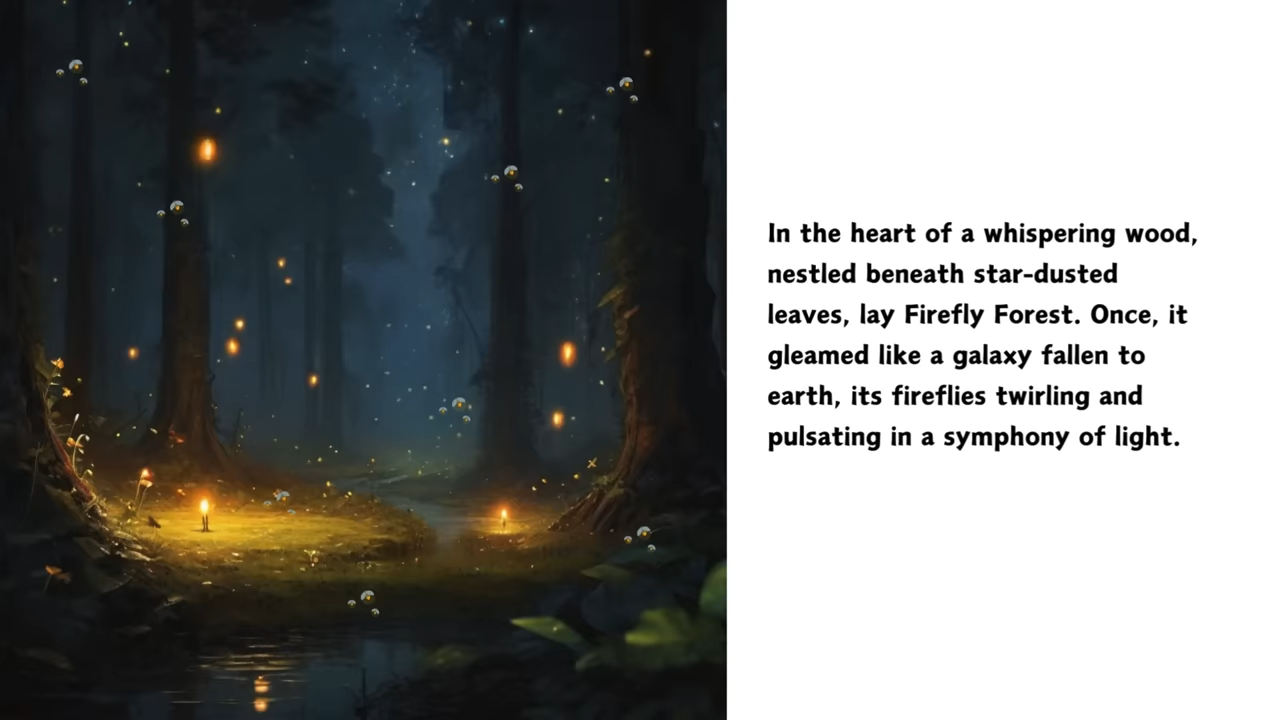 In the heart of a whispering wood,
nestled beneath star-dusted
leaves, lay Firefly Forest. Once, it
gleamed like a galaxy fallen to
earth, its fireflies twirling and
pulsating in a symphony of light.